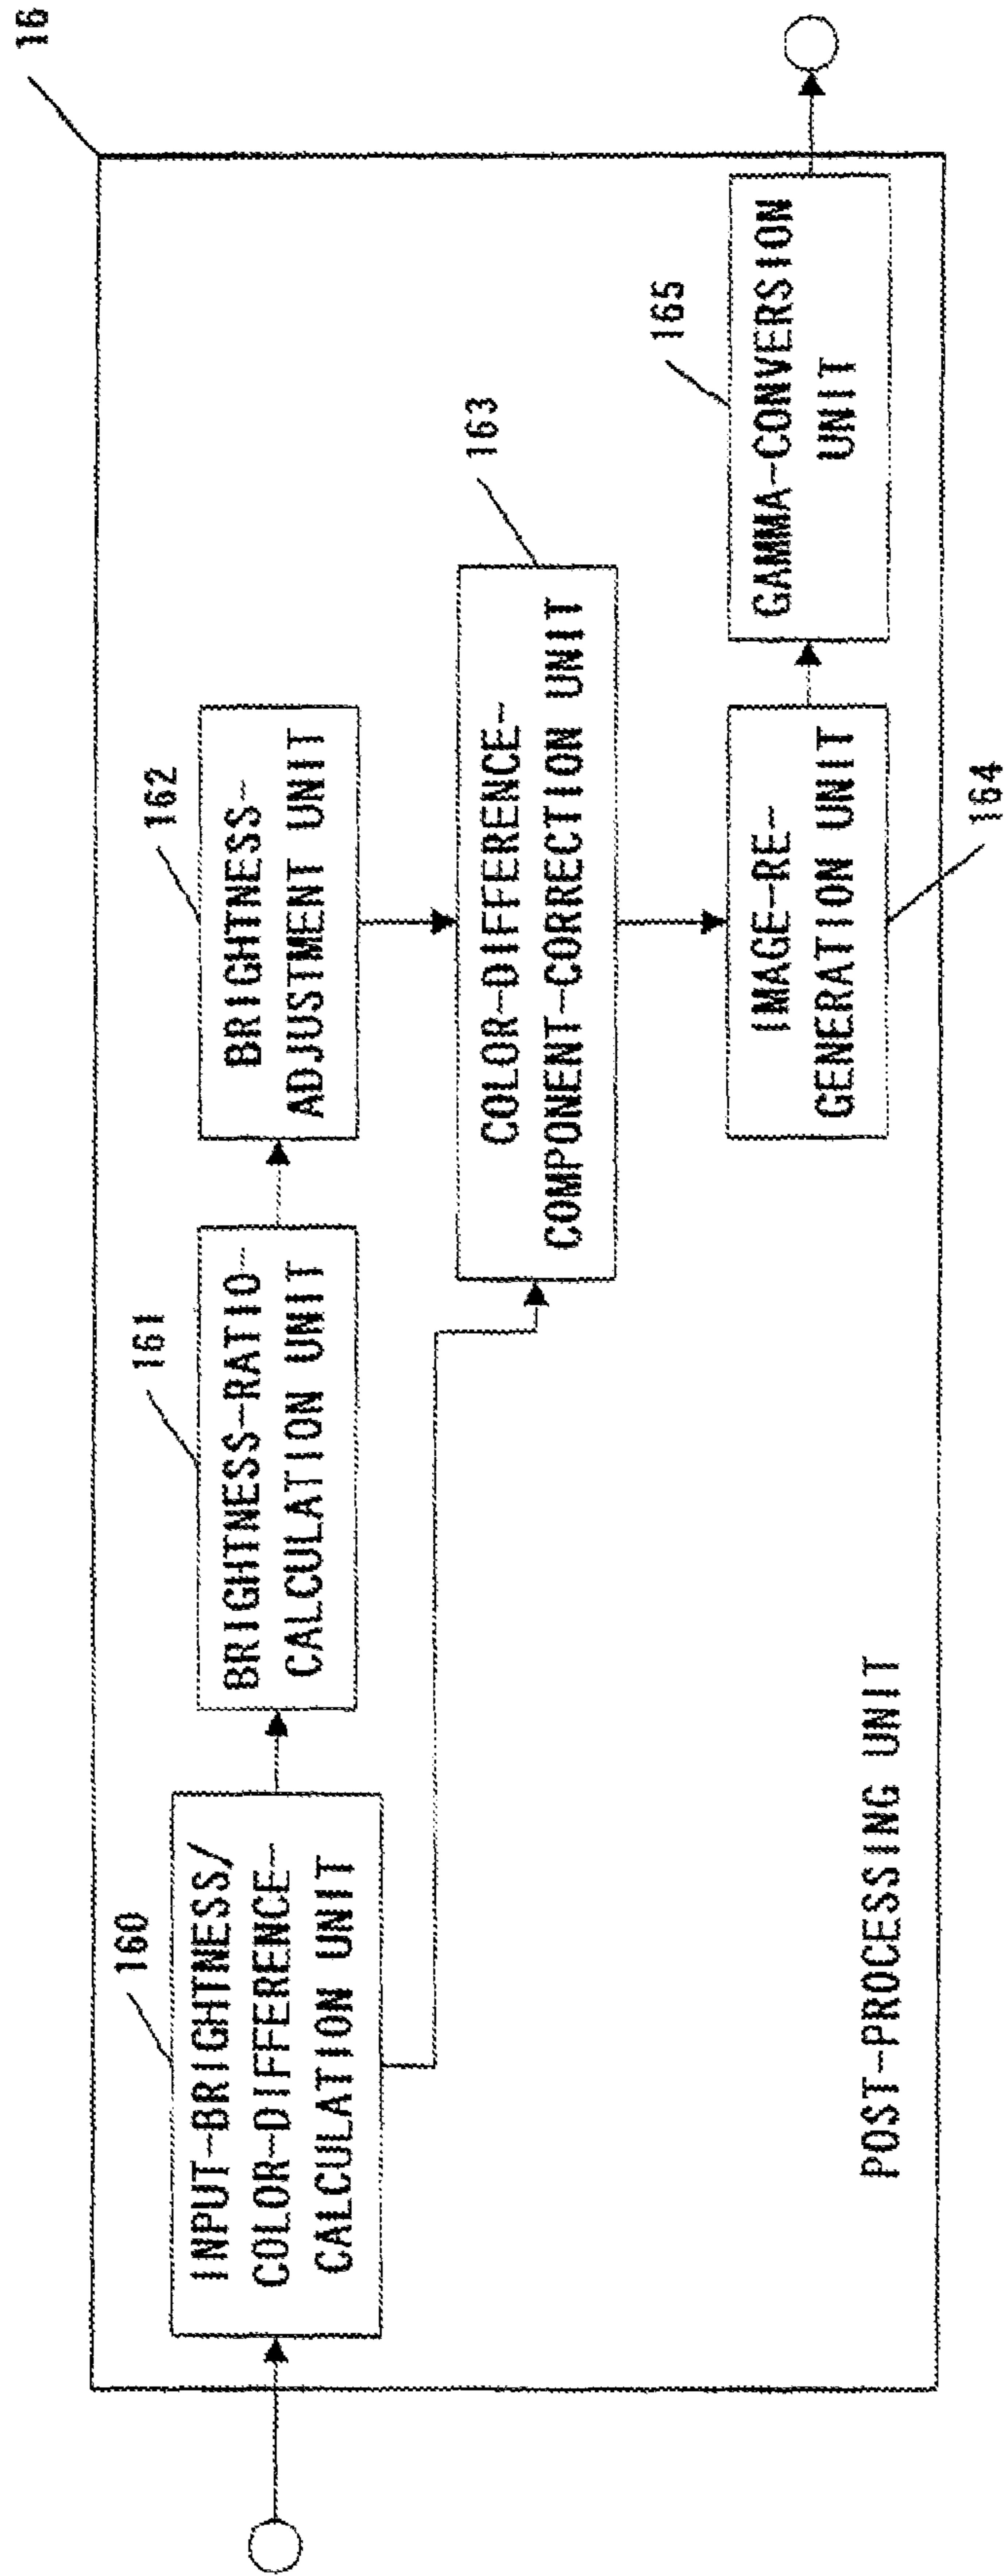 16
160
INPUT-BRIGHTNESS/
COLOR-DIFFERENCE-
CALCULATION UNIT
161
BRIGHTNESS-RATIO-
CALCULATION UNIT
162
BRIGHTNESS-
ADJUSTMENT UNIT
163
COLOR-DIFFERENCE-
COMPONENT-CORRECTION UNIT
IMAGE-RE-
GENERATION UNIT
164
165
GAMMA-CONVERSION
UNIT
POST-PROCESSING UNIT